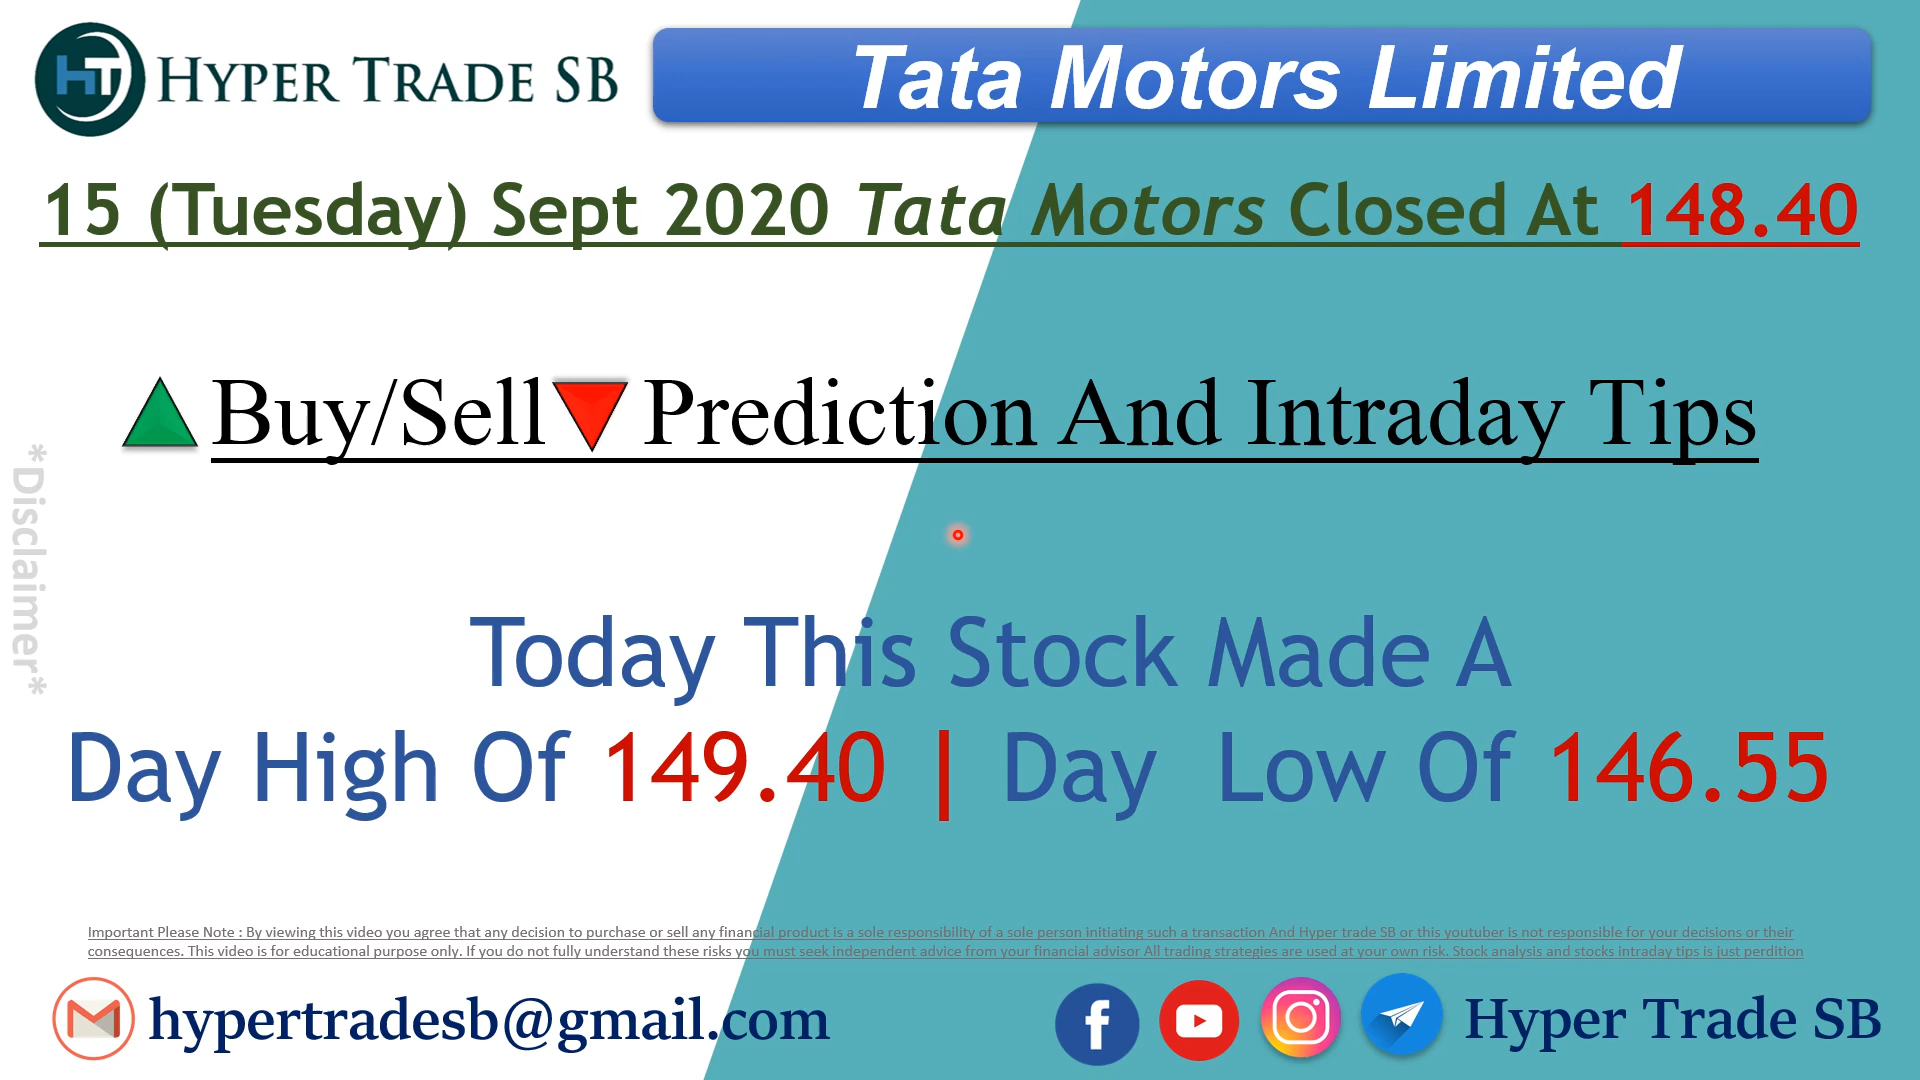 HT HYPER TRADE SB
Tata Motors Limited
15 (Tuesday) Sept 2020 Tata Motors Closed At 148.40
Buy/Sell Prediction And Intraday Tips
*Disclaimer*
Today This Stock Made A
Day High Of 149.40 | Day Low Of 146.55
Important Please Note : By viewing this video you agree that any decision to purchase or sell any financial product is a sole responsibility of a sole person initiating such a transaction And Hyper trade SB or this youtuber is not responsible for your decisions or their
consequences. This video is for educational purpose only. If you do not fully understand these risks you must seek independent advice from your financial advisor All trading strategies are used at your own risk. Stock analysis and stocks intraday tips is just perdition
hypertradesb@gmail.com
f
Hyper Trade SB